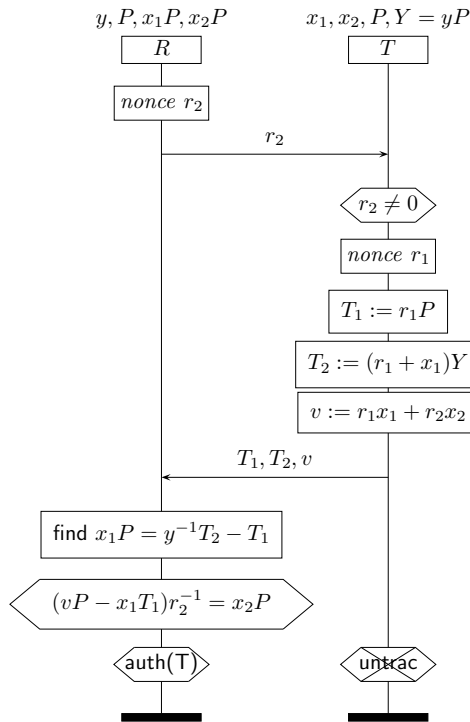 y, P, x₁P, x₂P
x₁, x₂, P, Y = yP
R
T
nonce r₂
r₂
r₂ ≠ 0
nonce r₁
T₁ := r₁P
T₂ := (r₁ + x₁)Y
v := r₁x₁ + r₂x₂
T₁, T₂, v
find x₁P = y⁻¹T₂ − T₁
(vP − x₁T₁)r₂⁻¹ = x₂P
auth(T)
untrac